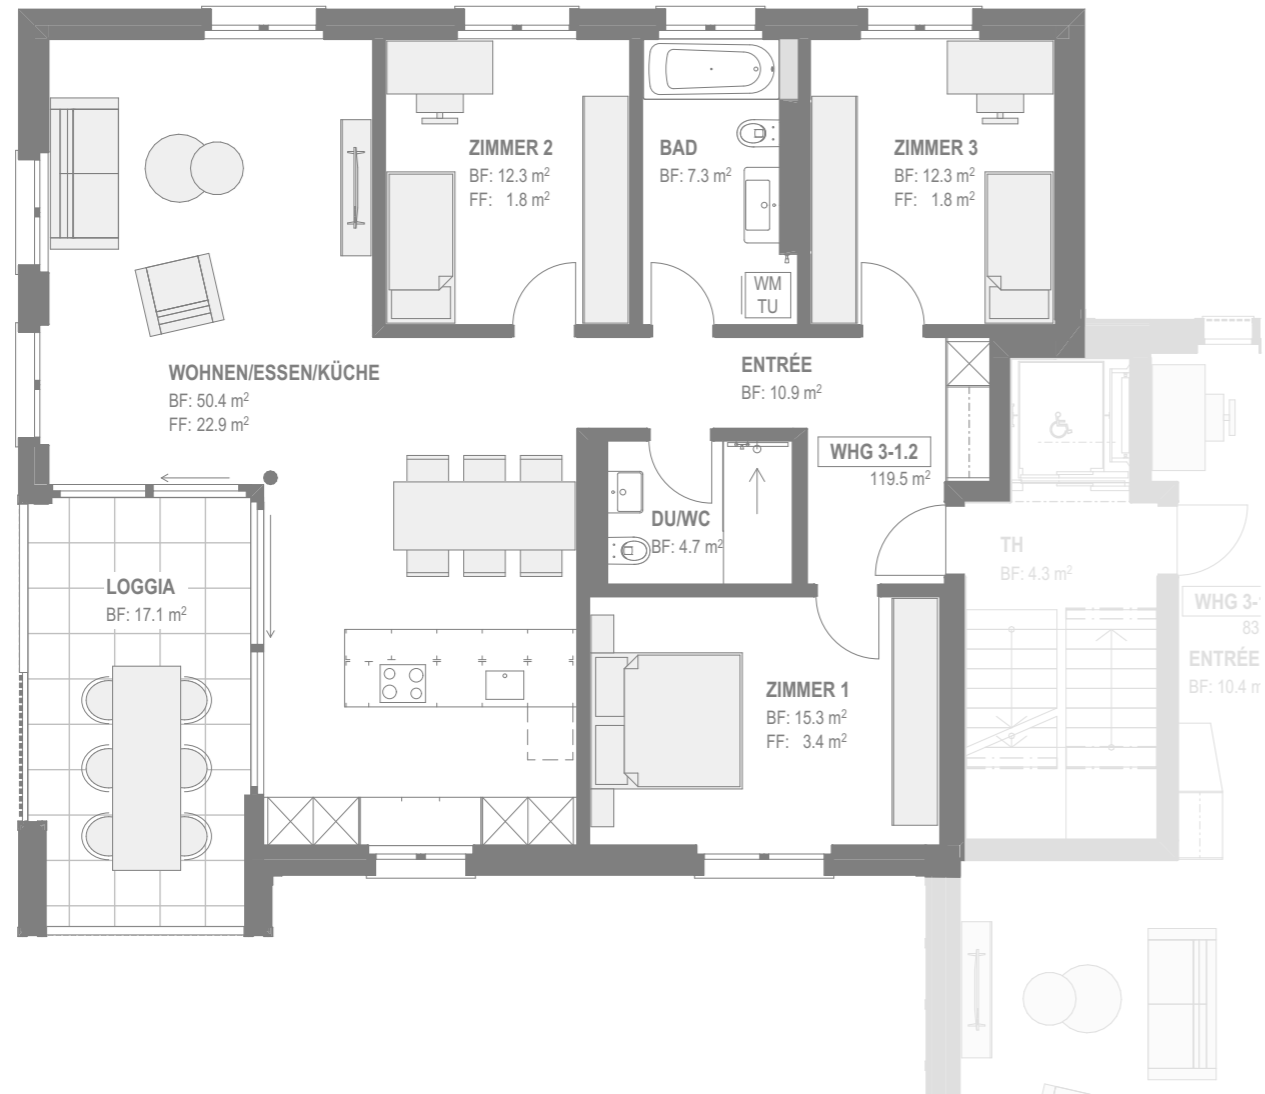 ZIMMER 2
BF: 12.3 m²
FF: 1.8 m²
BAD
BF: 7.3 m²
ZIMMER 3
BF: 12.3 m²
FF: 1.8 m²
WM
TU
WOHNEN/ESSEN/KÜCHE
BF: 50.4 m²
FF: 22.9 m²
ENTRÉE
BF: 10.9 m²
WHG 3-1.2
119.5 m²
DU/WC
BF: 4.7 m²
TH
BF: 4.3 m²
LOGGIA
BF: 17.1 m²
WHG 3-
83
ENTRÉE
BF: 10.4 m
ZIMMER 1
BF: 15.3 m²
FF: 3.4 m²